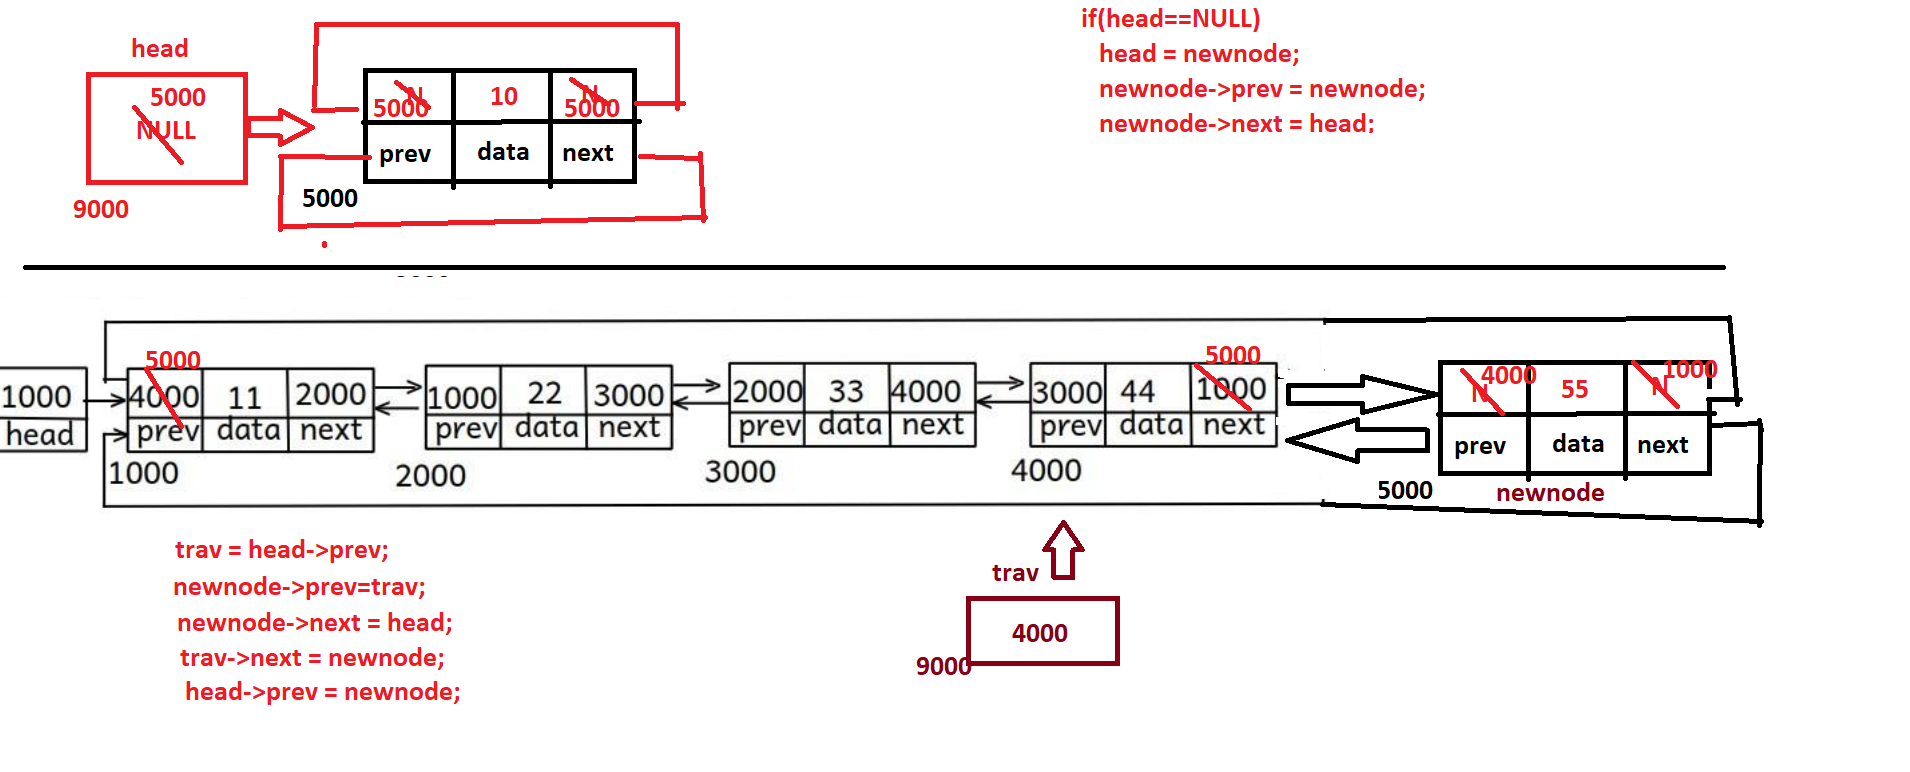 head
5000
NULL
9000
N 10 N
5000 5000
prev data next
5000
if(head==NULL)
head = newnode;
newnode->prev = newnode;
newnode->next = head;
5000
5000
1000
4000 11 2000
1000 22 3000
2000 33 4000
3000 44 1000
4000 55 1000
N N
head
prev data next
prev data next
prev data next
prev data next
prev data next
1000
2000
3000
4000
5000
newnode
trav = head->prev;
newnode->prev=trav;
newnode->next = head;
trav->next = newnode;
head->prev = newnode;
trav
4000
9000